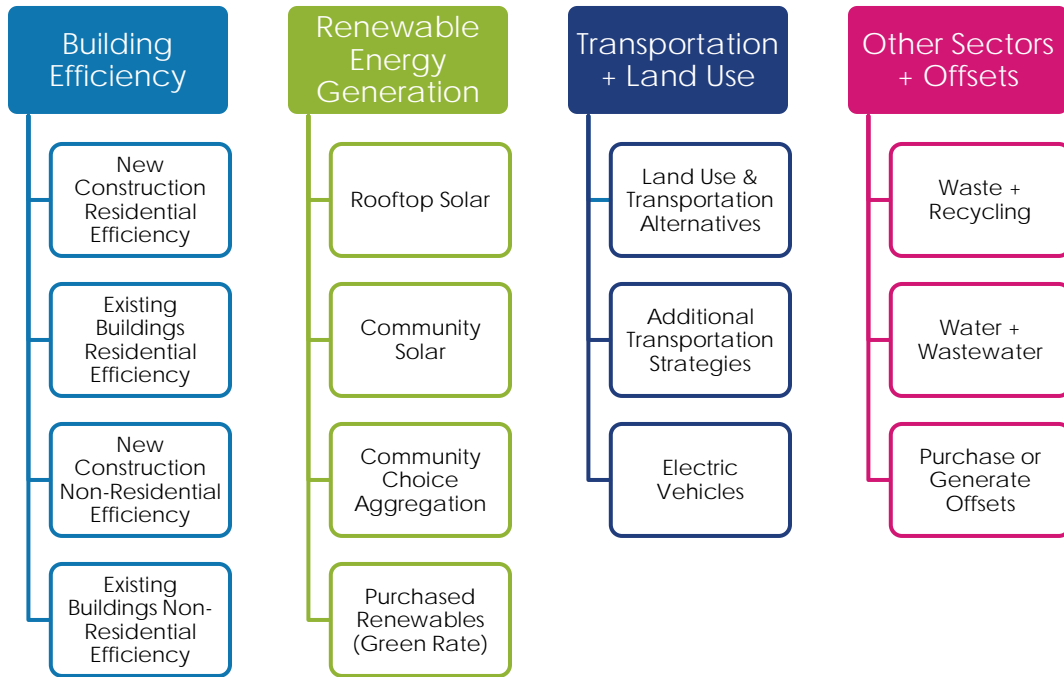 Building
Efficiency
New
Construction
Residential
Efficiency
Existing
Buildings
Residential
Efficiency
New
Construction
Non-Residential
Efficiency
Existing
Buildings Non-
Residential
Efficiency
Renewable
Energy
Generation
Rooftop Solar
Community
Solar
Community
Choice
Aggregation
Purchased
Renewables
(Green Rate)
Transportation
+ Land Use
Land Use &
Transportation
Alternatives
Additional
Transportation
Strategies
Electric
Vehicles
Other Sectors
+ Offsets
Waste +
Recycling
Water +
Wastewater
Purchase or
Generate
Offsets